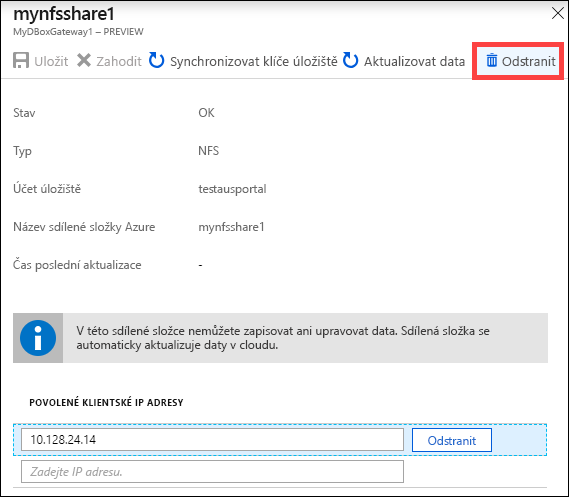 mynfsshare1
MyDBoxGateway1 – PREVIEW
Uložit Zahodit Synchronizovat klíče úložiště Aktualizovat data Odstranit
Stav OK
Typ NFS
Účet úložiště testausportal
Název sdílené složky Azure mynfsshare1
Čas poslední aktualizace -
V této sdílené složce nemůžete zapisovat ani upravovat data. Sdílená složka se
automaticky aktualizuje daty v cloudu.
POVOLENÉ KLIENTSKÉ IP ADRESY
10.128.24.14 Odstranit
Zadejte IP adresu.